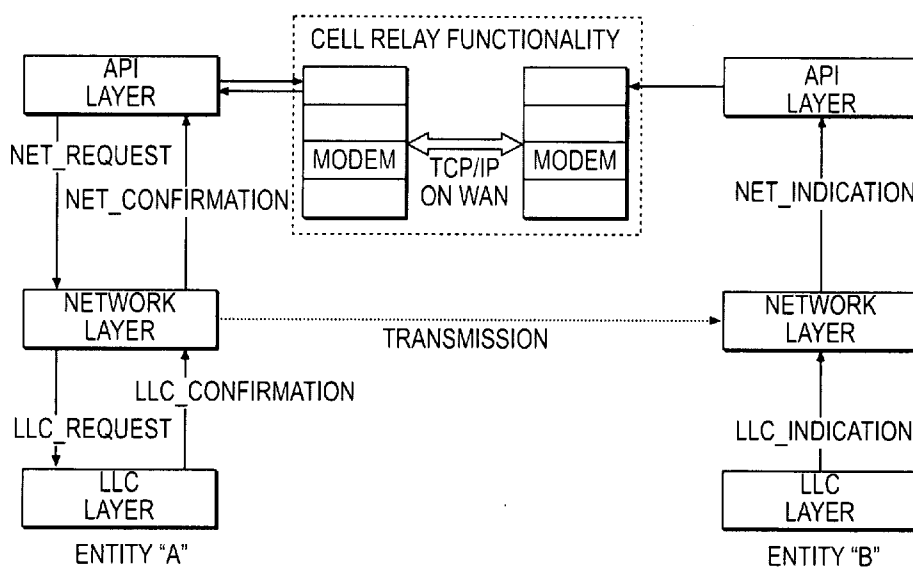 CELL RELAY FUNCTIONALITY
API
LAYER
API
LAYER
MODEM
TCP/IP
ON WAN
MODEM
NET_REQUEST
NET_CONFIRMATION
NET_INDICATION
NETWORK
LAYER
TRANSMISSION
NETWORK
LAYER
LLC_CONFIRMATION
LLC_REQUEST
LLC_INDICATION
LLC
LAYER
LLC
LAYER
ENTITY “A”
ENTITY “B”